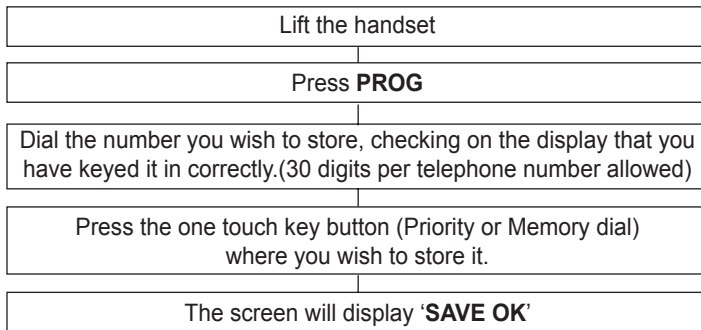 Lift the handset
Press PROG
Dial the number you wish to store, checking on the display that you
have keyed it in correctly.(30 digits per telephone number allowed)
Press the one touch key button (Priority or Memory dial)
where you wish to store it.
The screen will display ‘SAVE OK’